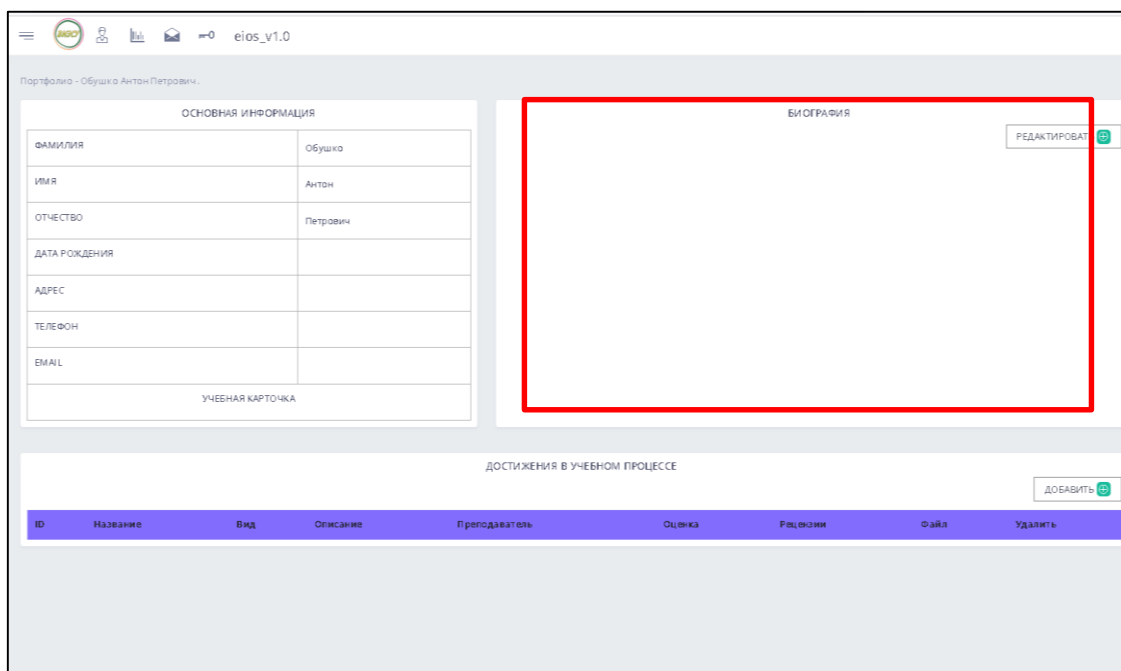 eios_v1.0
Портфолио - Обушко Антон Петрович..
ОСНОВНАЯ ИНФОРМАЦИЯ
ФАМИЛИЯ Обушко
ИМЯ Антон
ОТЧЕСТВО Петрович
ДАТА РОЖДЕНИЯ
АДРЕС
ТЕЛЕФОН
EMAIL
УЧЕБНАЯ КАРТОЧКА
БИОГРАФИЯ
РЕДАКТИРОВАТЬ
ДОСТИЖЕНИЯ В УЧЕБНОМ ПРОЦЕССЕ
ДОБАВИТЬ
ID Название Вид Описание Преподаватель Оценка Рецензии Файл Удалить